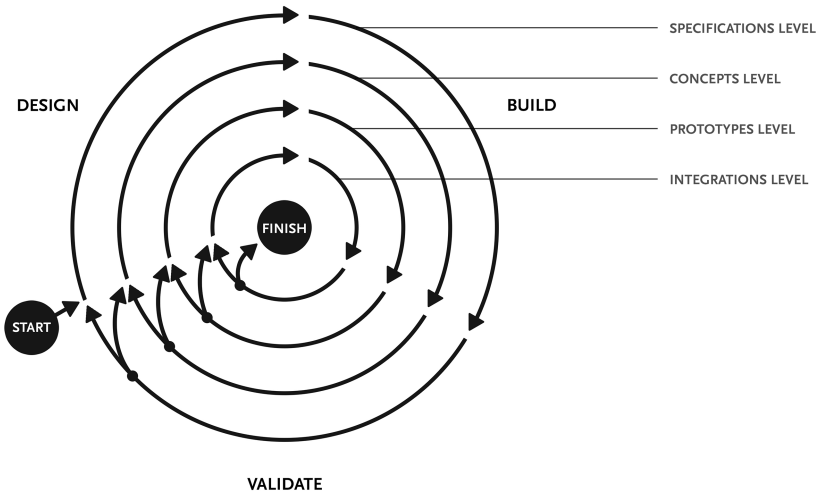 SPECIFICATIONS LEVEL
CONCEPTS LEVEL
DESIGN
BUILD
PROTOTYPES LEVEL
INTEGRATIONS LEVEL
FINISH
START
VALIDATE